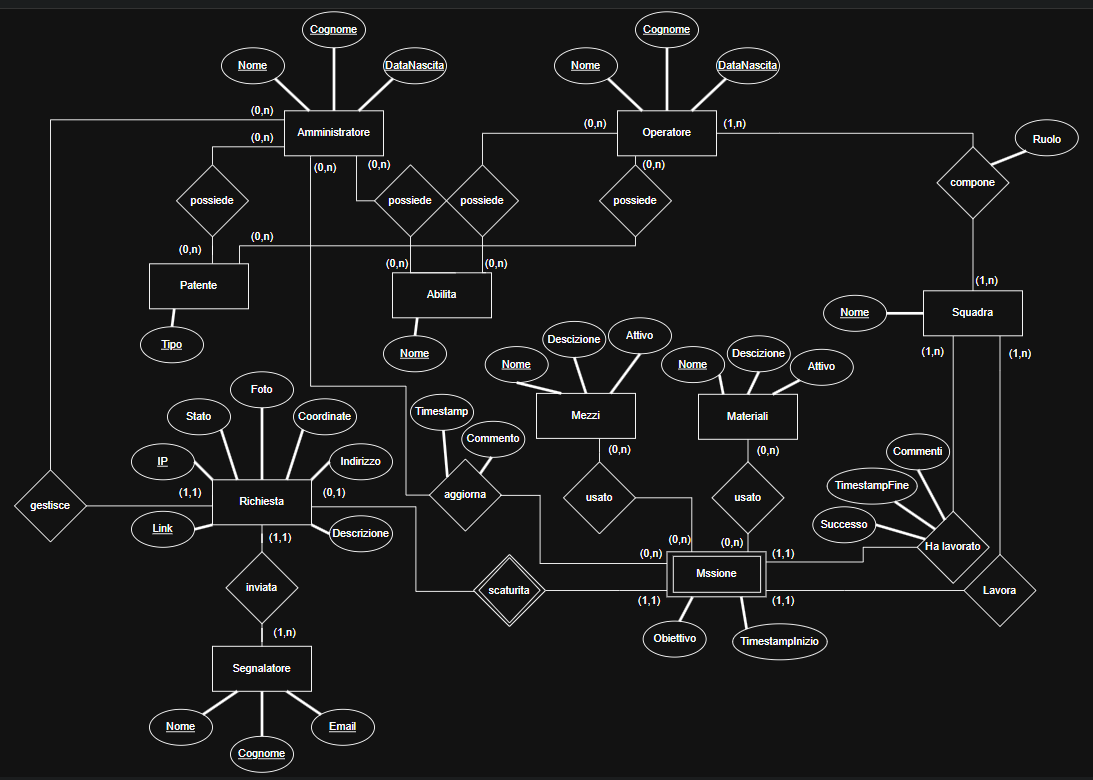 Cognome
Cognome
Nome
DataNascita
Nome
DataNascita
(0,n)
Amministratore
(0,n)
Operatore
(1,n)
(0,n)
Ruolo
(0,n)
(0,n)
(0,n)
compone
possiede
possiede
possiede
possiede
(0,n)
(0,n)
(0,n)
(0,n)
(1,n)
Patente
Abilita
Nome
Squadra
Tipo
Nome
Descizione
Attivo
Nome
Descizione
Attivo
(1,n)
(1,n)
Foto
Stato
Coordinate
Timestamp
Mezzi
Materiali
Commento
(0,n)
(0,n)
Commenti
IP
Indirizzo
(1,1)
Richiesta
(0,1)
aggiorna
usato
usato
TimestampFine
gestisce
Link
Descrizione
Successo
(1,1)
(0,n)
(0,n)
(0,n)
(1,1)
Ha lavorato
inviata
scaturita
Mssione
Lavora
(1,1)
(1,1)
(1,n)
Obiettivo
TimestampInizio
Segnalatore
Nome
Cognome
Email